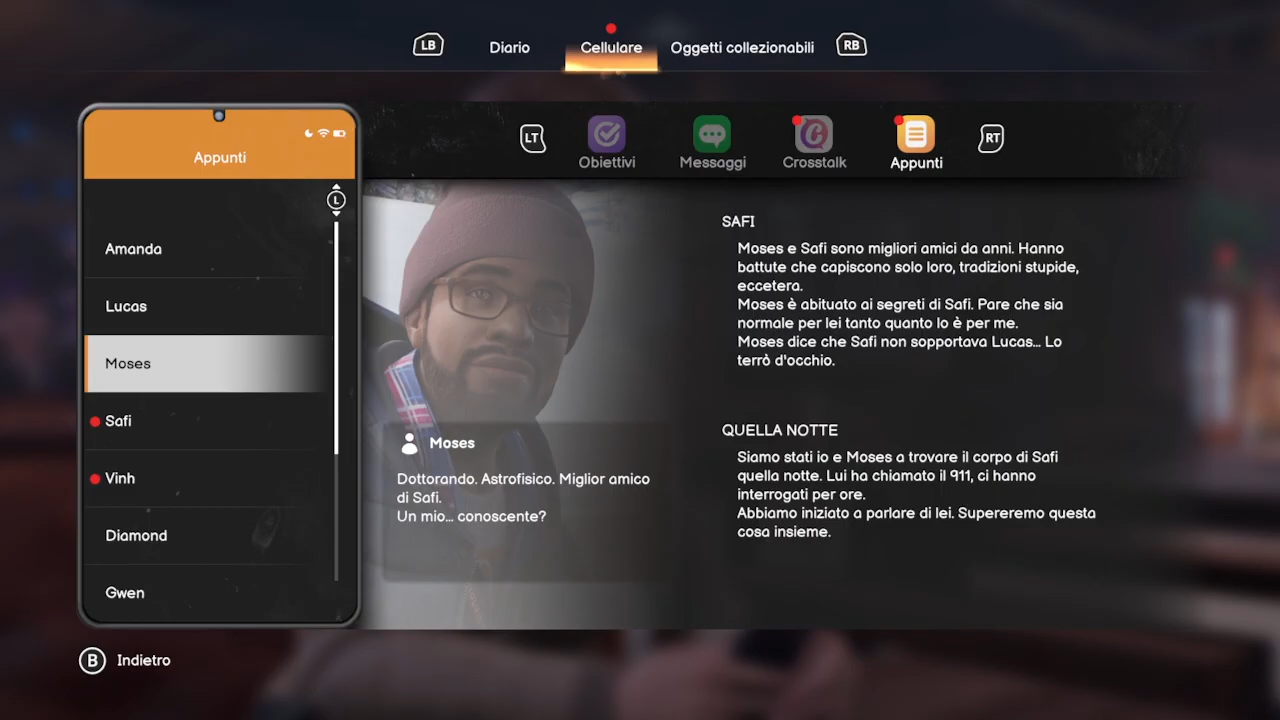 LB
Diario
Cellulare
Oggetti collezionabili
RB
Appunti
LT
Obiettivi
Messaggi
Crosstalk
Appunti
RT
L
Amanda
Lucas
Moses
Safi
Vinh
Diamond
Gwen
Moses
Dottorando. Astrofisico. Miglior amico
di Safi.
Un mio... conoscente?
SAFI
Moses e Safi sono migliori amici da anni. Hanno
battute che capiscono solo loro, tradizioni stupide,
eccetera.
Moses è abituato ai segreti di Safi. Pare che sia
normale per lei tanto quanto lo è per me.
Moses dice che Safi non sopportava Lucas... Lo
terrò d'occhio.
QUELLA NOTTE
Siamo stati io e Moses a trovare il corpo di Safi
quella notte. Lui ha chiamato il 911, ci hanno
interrogati per ore.
Abbiamo iniziato a parlare di lei. Supereremo questa
cosa insieme.
B Indietro